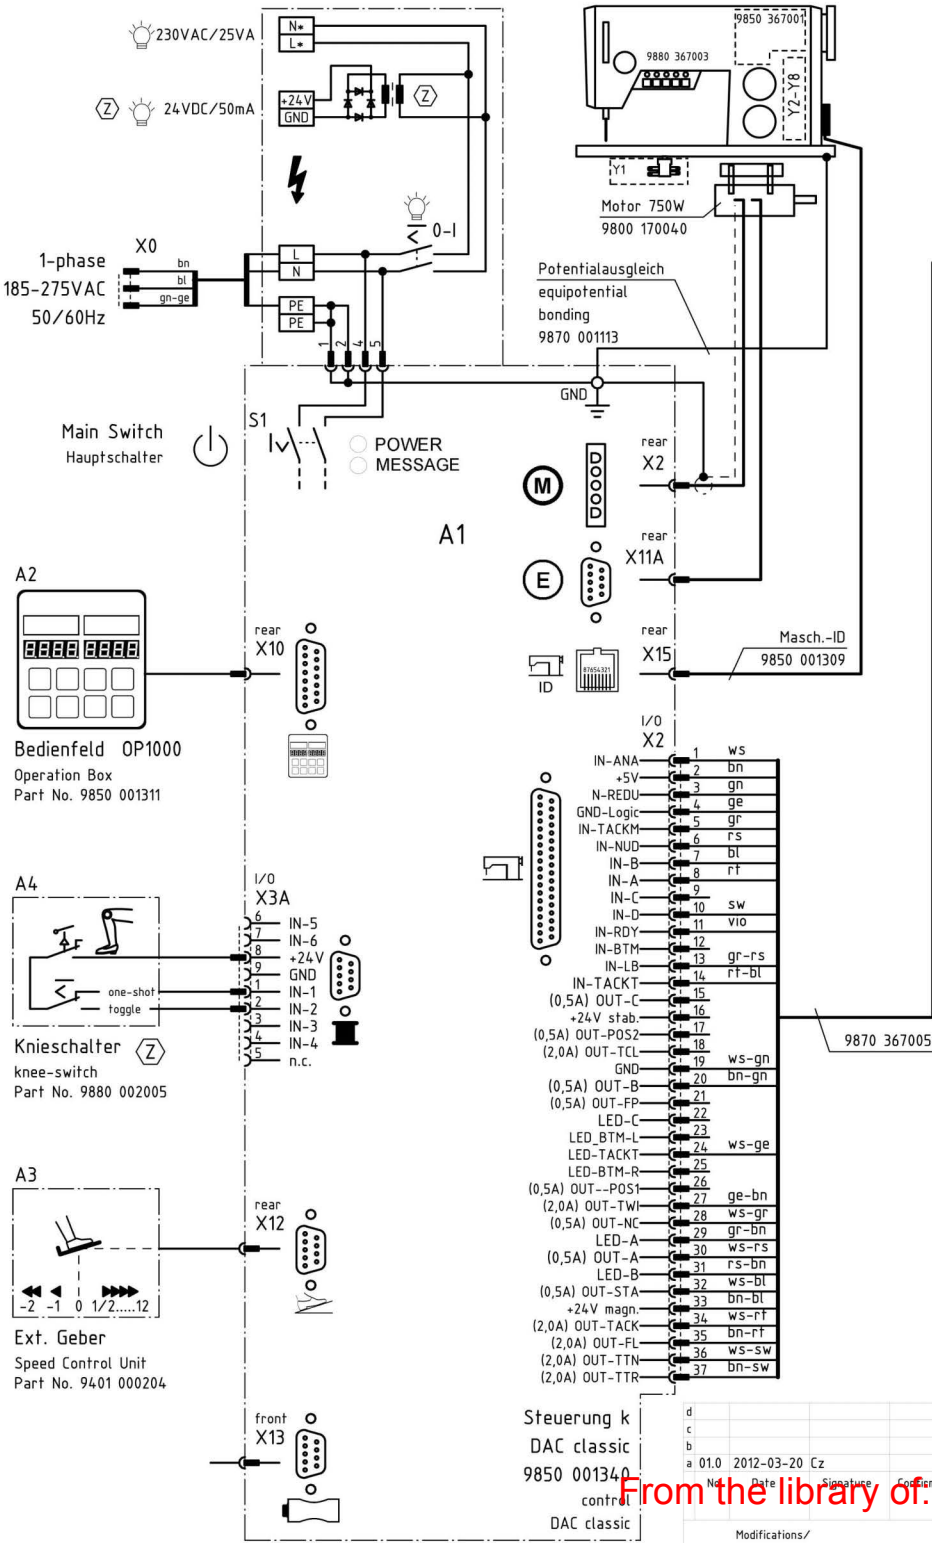 230VAC/25VA
N*
L*
Z
24VDC/50mA
+24V
GND
Z
0-I
X0
1-phase
185-275VAC
50/60Hz
bn
bl
gn-ge
L
N
PE
PE
1
2
4
5
9850 367001
9880 367003
Y2-Y8
Y1
Motor 750W
9800 170040
Potentialausgleich
equipotential
bonding
9870 001113
GND
Main Switch
Hauptschalter
S1
POWER
MESSAGE
A1
M
rear
X2
E
rear
X11A
rear
X15
ID
87654321
Masch.-ID
9850 001309
A2
8.8.8.8. 8.8.8.8.
Bedienfeld OP1000
Operation Box
Part No. 9850 001311
rear
X10
A4
one-shot
toggle
Knieschalter
Z
knee-switch
Part No. 9880 002005
I/O
X3A
6 IN-5
7 IN-6
8 +24V
9 GND
1 IN-1
2 IN-2
3 IN-3
4 IN-4
5 n.c.
A3
-2 -1 0 1/2.....12
Ext. Geber
Speed Control Unit
Part No. 9401 000204
rear
X12
front
X13
I/O
X2
IN-ANA 1 ws
+5V 2 bn
N-REDU 3 gn
GND-Logic 4 ge
IN-TACKM 5 gr
IN-NUD 6 rs
IN-B 7 bl
IN-A 8 rt
IN-C 9
IN-D 10 sw
IN-RDY 11 vio
IN-BTM 12
IN-LB 13 gr-rs
IN-TACKT 14 rt-bl
(0,5A) OUT-C 15
+24V stab. 16
(0,5A) OUT-POS2 17
(2,0A) OUT-TCL 18
GND 19 ws-gn
(0,5A) OUT-B 20 bn-gn
(0,5A) OUT-FP 21
LED-C 22
LED_BTM-L 23
LED-TACKT 24 ws-ge
LED-BTM-R 25
(0,5A) OUT--POS1 26
(2,0A) OUT-TWI 27 ge-bn
(0,5A) OUT-NC 28 ws-gr
LED-A 29 gr-bn
(0,5A) OUT-A 30 ws-rs
LED-B 31 rs-bn
(0,5A) OUT-STA 32 ws-bl
+24V magn. 33 bn-bl
(2,0A) OUT-TACK 34 ws-rt
(2,0A) OUT-FL 35 bn-rt
(2,0A) OUT-TTN 36 ws-sw
(2,0A) OUT-TTR 37 bn-sw
9870 367005
Steuerung k
DAC classic
9850 001340
control
DAC classic
d
c
b
a 01.0 2012-03-20 Cz
Date Signature
From the library of:
Modifications/